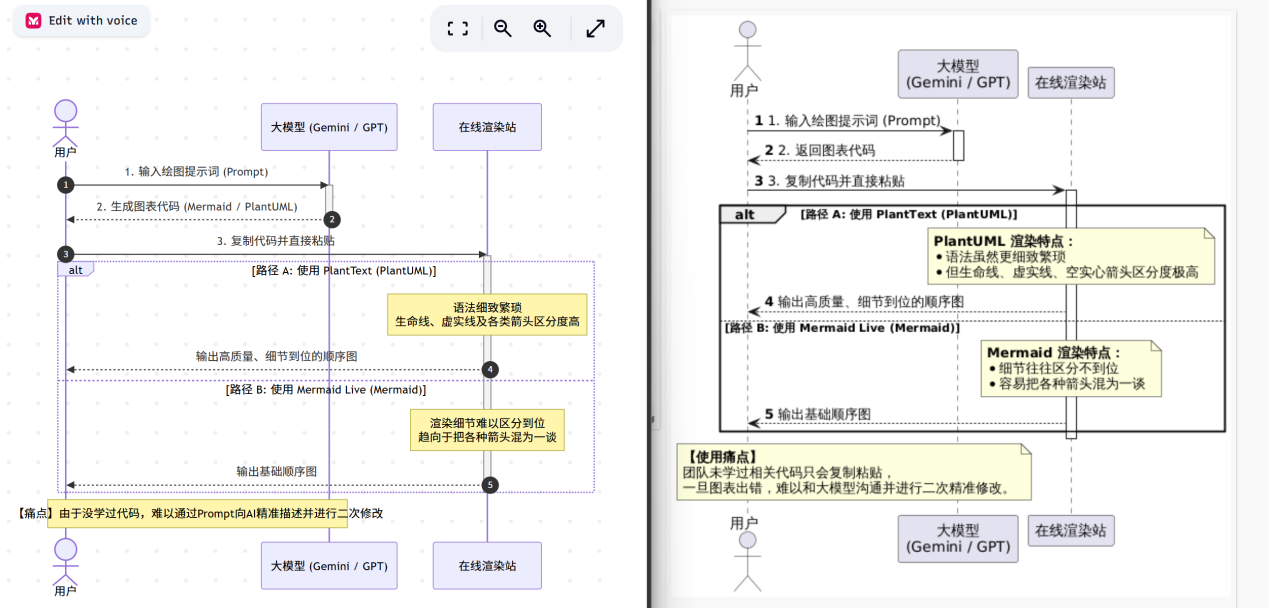 Edit with voice
用户
大模型 (Gemini / GPT)
在线渲染站
1. 输入绘图提示词 (Prompt)
1
2. 生成图表代码 (Mermaid / PlantUML)
2
3. 复制代码并直接粘贴
3
alt
[路径 A: 使用 PlantText (PlantUML)]
语法细致繁琐
生命线、虚实线及各类箭头区分度高
输出高质量、细节到位的顺序图
4
[路径 B: 使用 Mermaid Live (Mermaid)]
渲染细节难以区分到位
趋向于把各种箭头混为一谈
输出基础顺序图
5
【痛点】由于没学过代码，难以通过Prompt向AI精准描述并进行二次修改
用户
大模型 (Gemini / GPT)
在线渲染站
用户
大模型
(Gemini / GPT)
在线渲染站
1 1. 输入绘图提示词 (Prompt)
2 2. 返回图表代码
3 3. 复制代码并直接粘贴
alt
[路径 A: 使用 PlantText (PlantUML)]
PlantUML 渲染特点：
• 语法虽然更细致繁琐
• 但生命线、虚实线、空实心箭头区分度极高
4 输出高质量、细节到位的顺序图
[路径 B: 使用 Mermaid Live (Mermaid)]
Mermaid 渲染特点：
• 细节往往区分不到位
• 容易把各种箭头混为一谈
5 输出基础顺序图
【使用痛点】
团队未学过相关代码只会复制粘贴，
一旦图表出错，难以和大模型沟通并进行二次精准修改。
用户
大模型
(Gemini / GPT)
在线渲染站